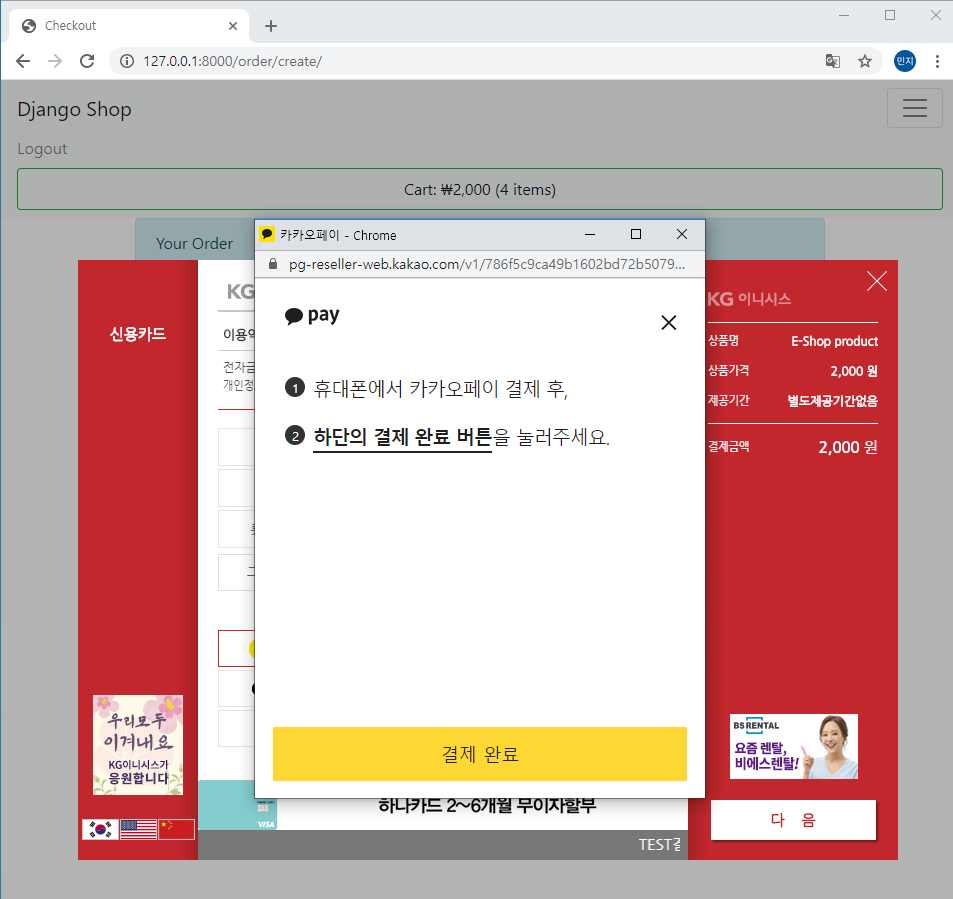 Checkout
127.0.0.1:8000/order/create/
민지
Django Shop
Logout
Cart: ₩2,000 (4 items)
Your Order
카카오페이 - Chrome
pg-reseller-web.kakao.com/v1/786f5c9ca49b1602bd72b5079...
pay
1 휴대폰에서 카카오페이 결제 후,
2 하단의 결제 완료 버튼을 눌러주세요.
결제 완료
신용카드
우리모두
이겨내요
KG이니시스가
응원합니다
KG
이용약
전자금
개인정
VISA
하나카드 2~6개월 무이자할부
TEST결
KG 이니시스
상품명 E-Shop product
상품가격 2,000 원
제공기간 별도제공기간없음
결제금액 2,000 원
BS RENTAL
요즘 렌탈,
비에스렌탈!
다 음